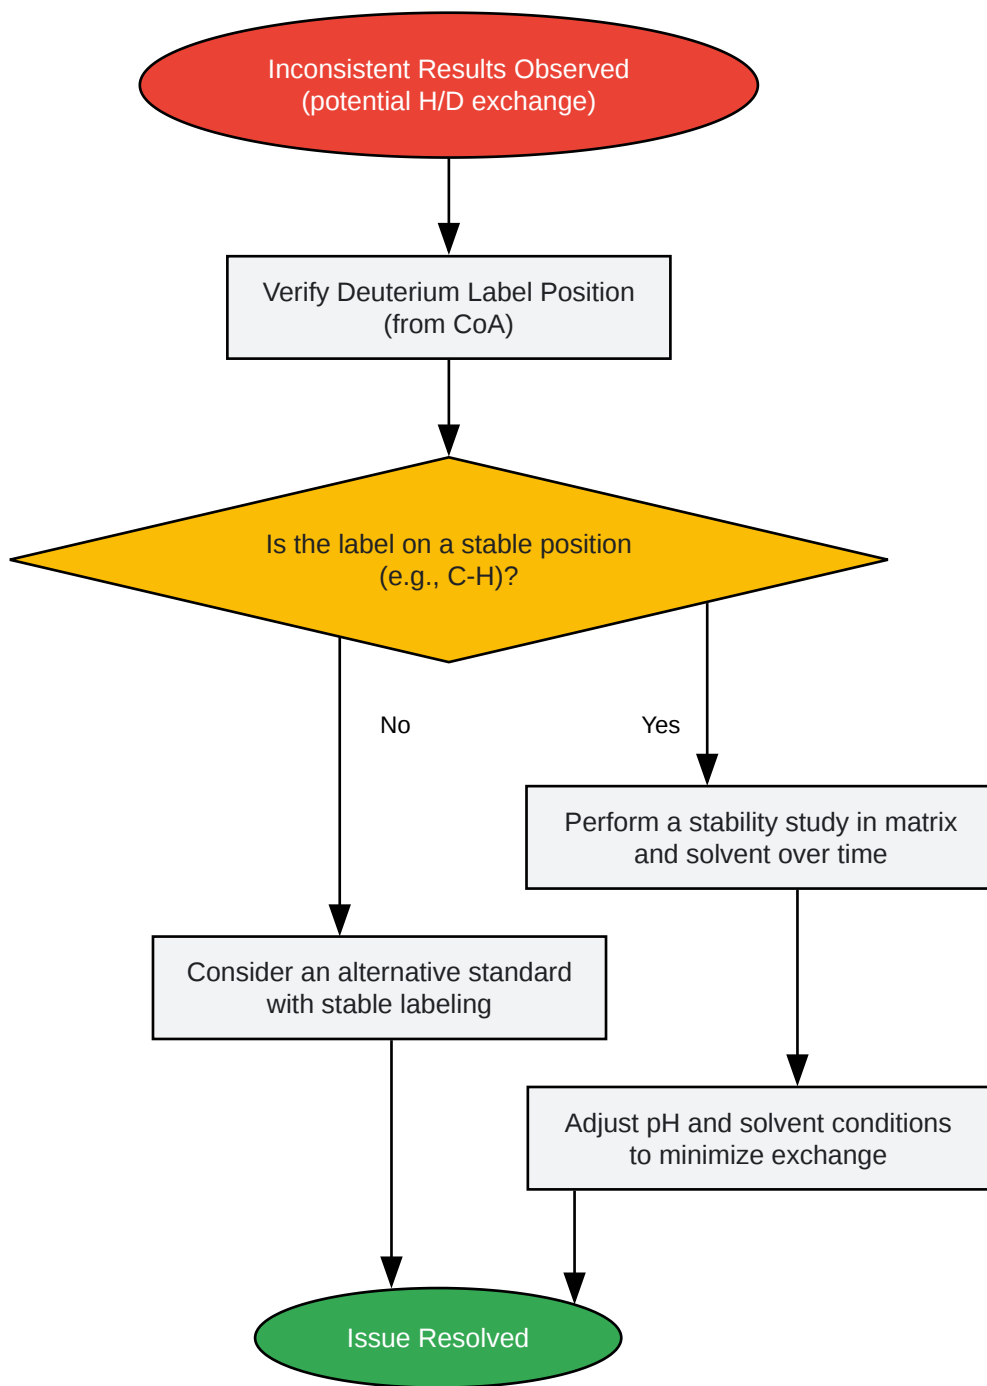 Inconsistent Results Observed
(potential H/D exchange)
Verify Deuterium Label Position
(from CoA)
Is the label on a stable position
(e.g., C-H)?
No
Yes
Perform a stability study in matrix
and solvent over time
Consider an alternative standard
with stable labeling
Adjust pH and solvent conditions
to minimize exchange
Issue Resolved